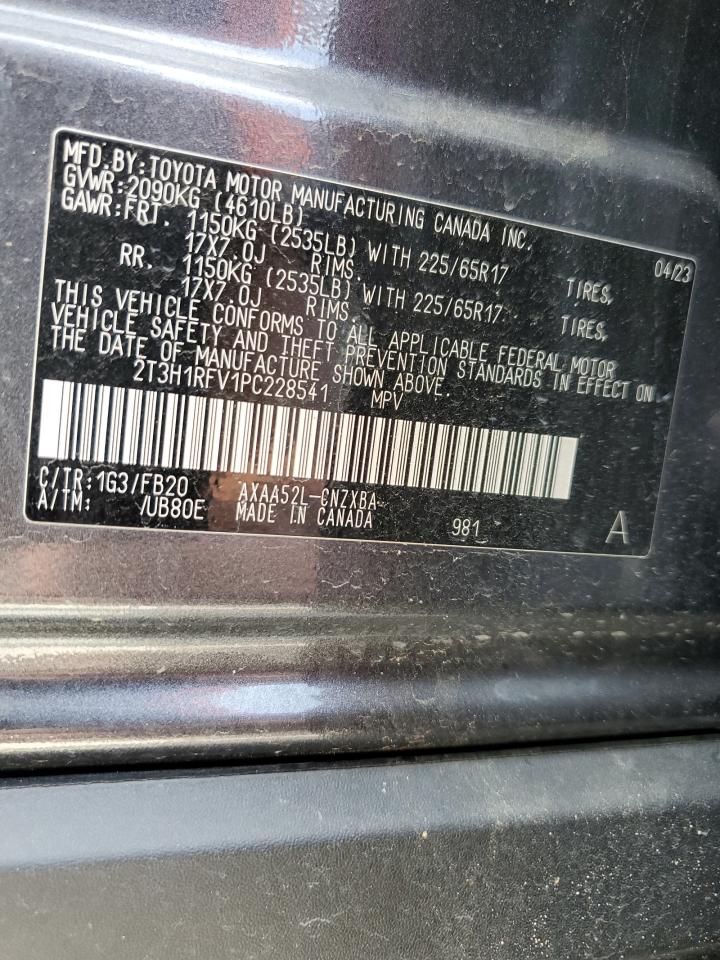 MFD.BY:TOYOTA MOTOR MANUFACTURING CANADA INC.
04/23
GVWR:2090KG (4610LB)
GAWR:FRT. 1150KG (2535LB) WITH 225/65R17 TIRES,
17X7.0J RIMS.
RR. 1150KG (2535LB) WITH 225/65R17 TIRES,
17X7.0J RIMS.
THIS VEHICLE CONFORMS TO ALL APPLICABLE FEDERAL MOTOR
VEHICLE SAFETY AND THEFT PREVENTION STANDARDS IN EFFECT ON
THE DATE OF MANUFACTURE SHOWN ABOVE.
2T3H1RFV1PC228541 MPV
C/TR:1G3/FB20 AXAA52L-CNZXBA
A/TM: /UB80E MADE IN CANADA 981 A